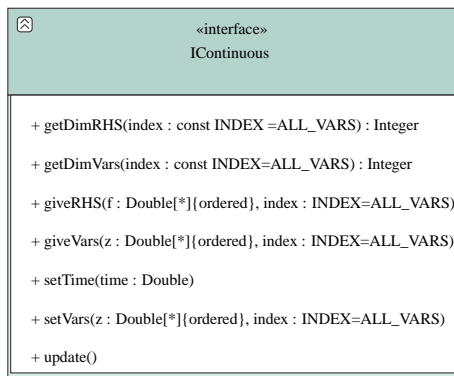 «interface»
IContinuous
+ getDimRHS(index : const INDEX =ALL_VARS) : Integer
+ getDimVars(index : const INDEX=ALL_VARS) : Integer
+ giveRHS(f : Double[*]{ordered}, index : INDEX=ALL_VARS)
+ giveVars(z : Double[*]{ordered}, index : INDEX=ALL_VARS)
+ setTime(time : Double)
+ setVars(z : Double[*]{ordered}, index : INDEX=ALL_VARS)
+ update()